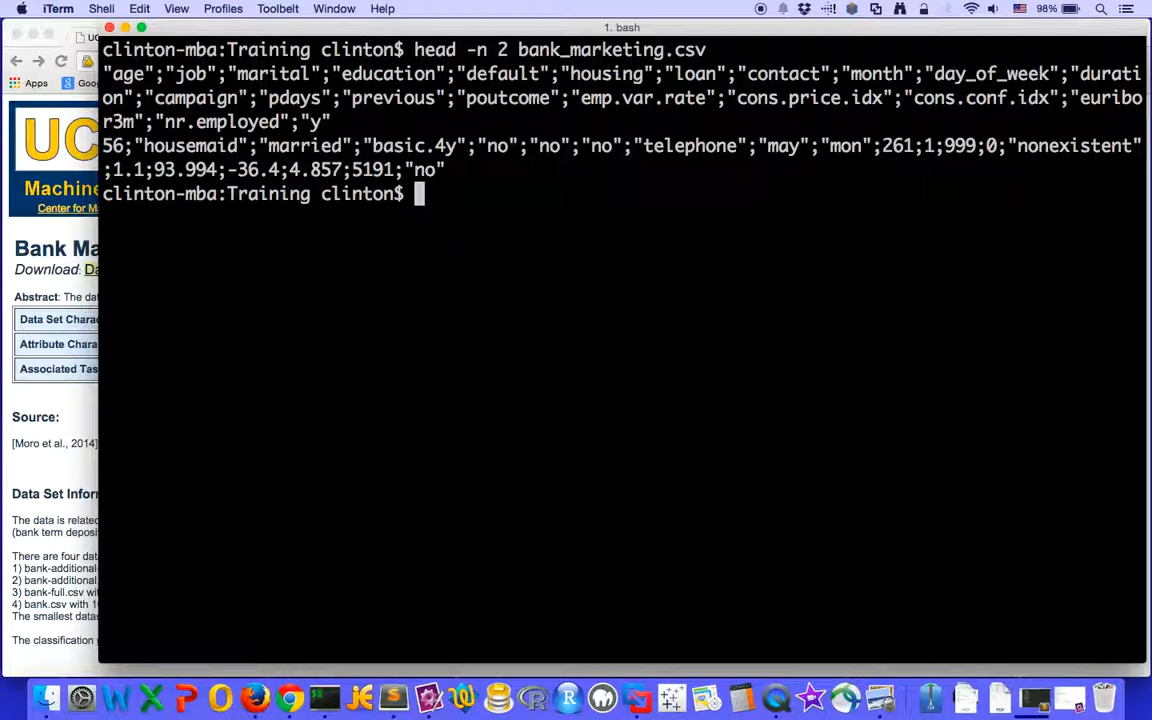 iTerm Shell Edit View Profiles Toolbelt Window Help 98%
1. bash
clinton-mba:Training clinton$ head -n 2 bank_marketing.csv
"age";"job";"marital";"education";"default";"housing";"loan";"contact";"month";"day_of_week";"durati
on";"campaign";"pdays";"previous";"poutcome";"emp.var.rate";"cons.price.idx";"cons.conf.idx";"euribo
r3m";"nr.employed";"y"
56;"housemaid";"married";"basic.4y";"no";"no";"no";"telephone";"may";"mon";261;1;999;0;"nonexistent"
;1.1;93.994;-36.4;4.857;5191;"no"
clinton-mba:Training clinton$
Apps
UC
Machine
Center for M
Bank Ma
Download: Da
Abstract: The dat
Data Set Charac
Attribute Chara
Associated Tas
Source:
[Moro et al., 2014]
Data Set Inforr
The data is relate
(bank term deposi
There are four dat
1) bank-additional
2) bank-additional
3) bank-full.csv wi
4) bank.csv with 10
The smallest datas
The classification